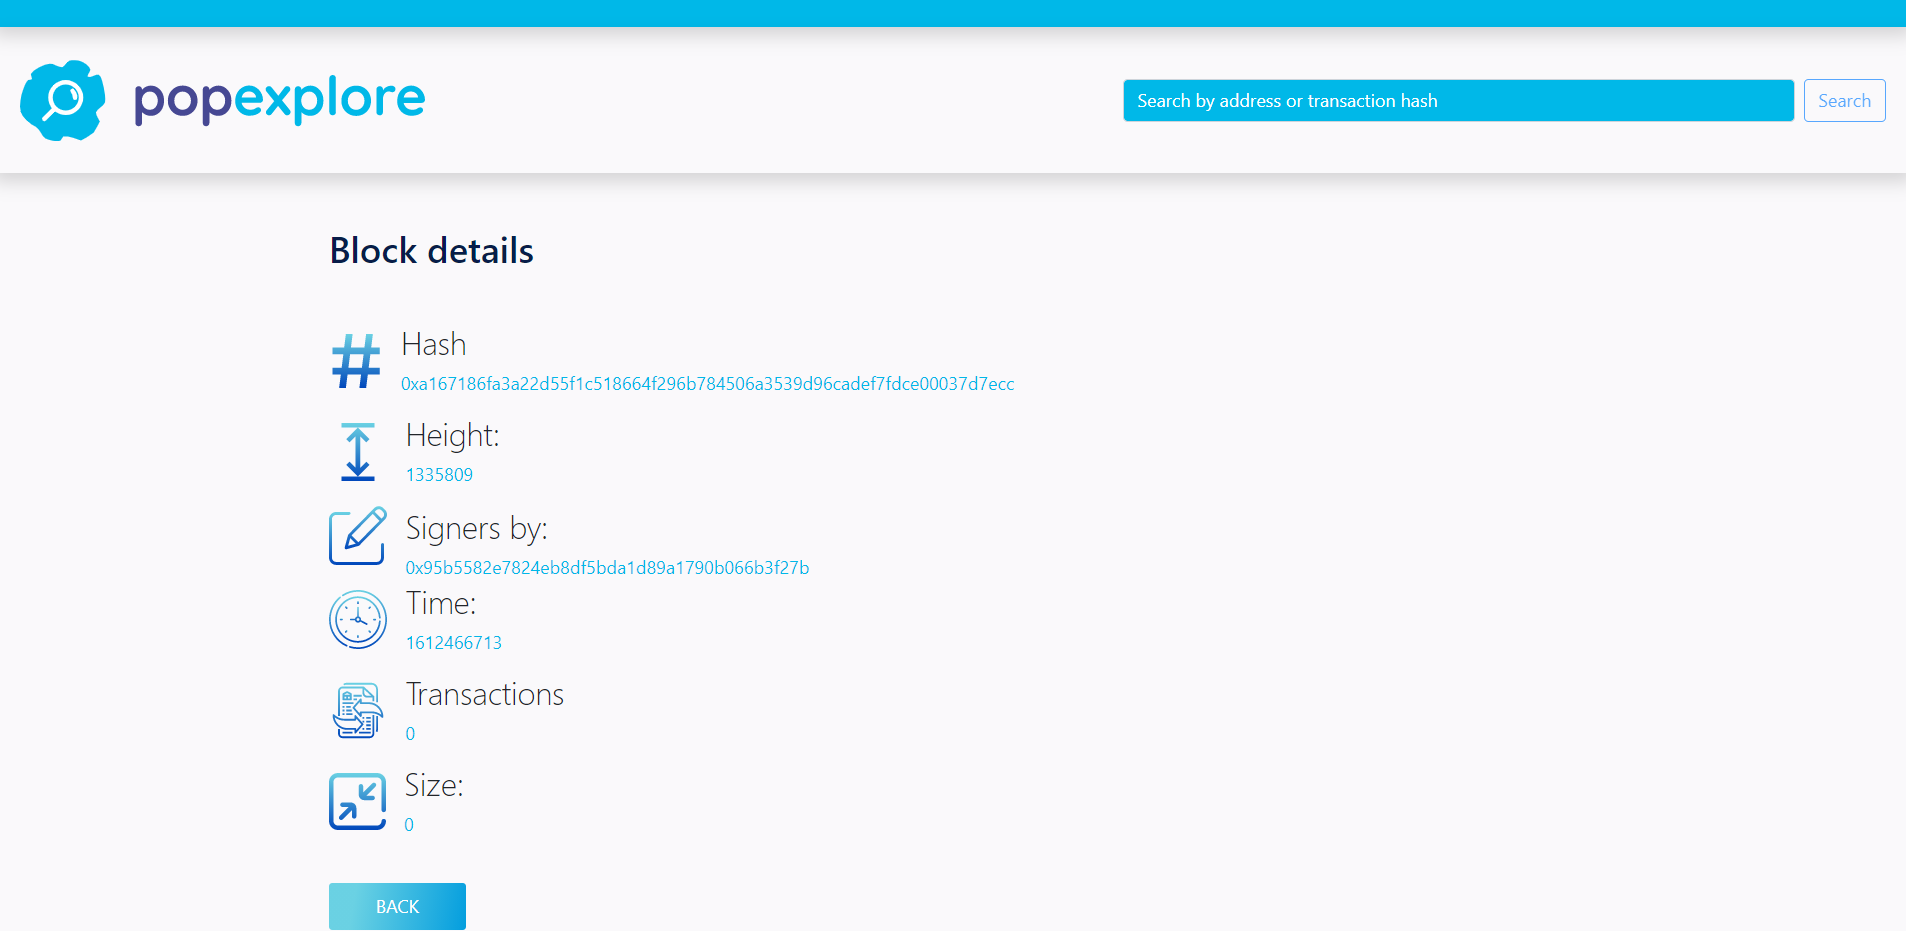 popexplore
Search by address or transaction hash
Search
Block details
Hash
0xa167186fa3a22d55f1c518664f296b784506a3539d96cadef7fdce00037d7ecc
Height:
1335809
Signers by:
0x95b5582e7824eb8df5bda1d89a1790b066b3f27b
Time:
1612466713
Transactions
0
Size:
0
BACK